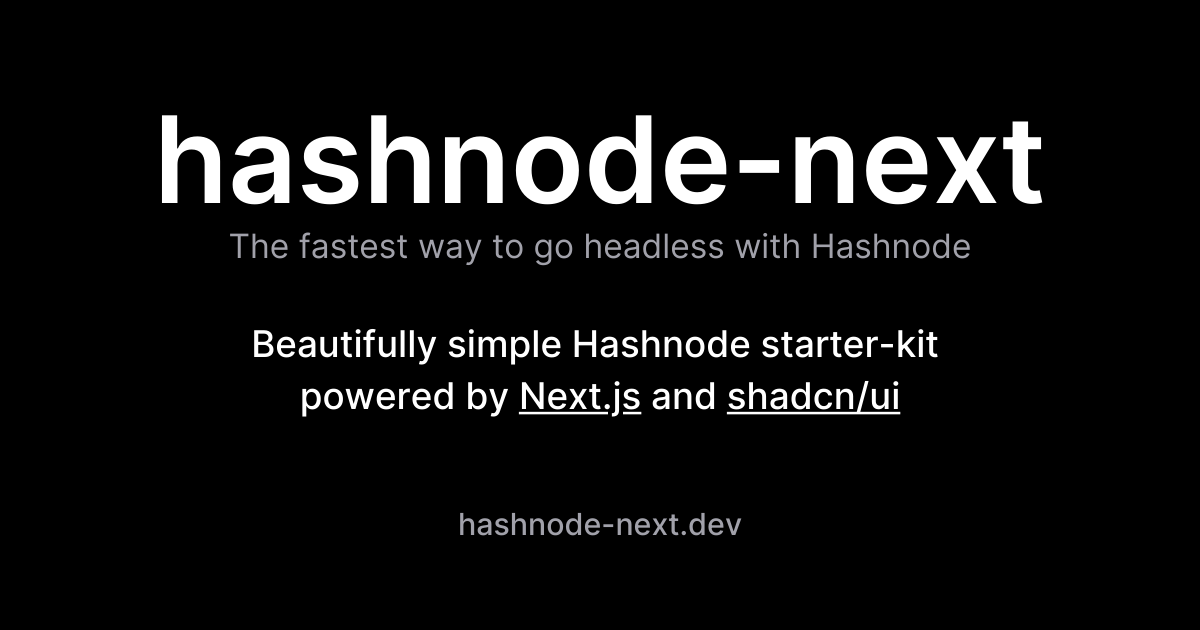 hashnode-next
The fastest way to go headless with Hashnode
Beautifully simple Hashnode starter-kit
powered by Next.js and shadcn/ui
hashnode-next.dev